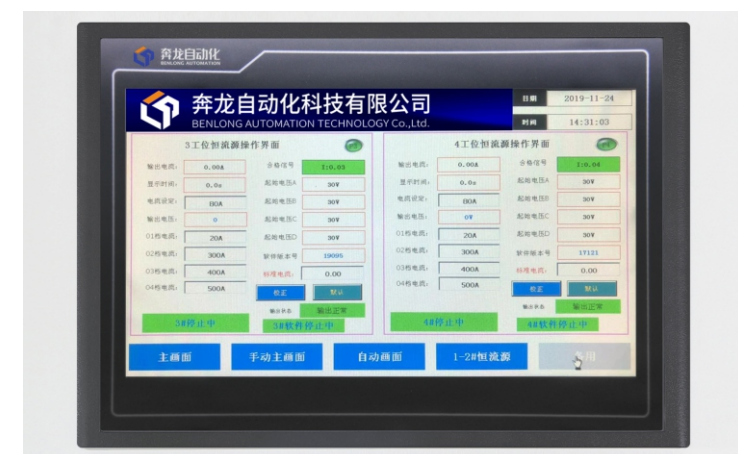 奔龙自动化
BENLONG AUTOMATION
奔龙自动化科技有限公司
BENLONG AUTOMATION TECHNOLOGY Co.,Ltd.
日期 2019-11-24
时间 14:31:03
3工位恒流源操作界面
输出电流: 0.00A 合格信号 I:0.03
显示时间: 0.0s 起始电压A 30V
电流设定: 80A 起始电压B 30V
输出电压: 0 起始电压C 30V
01档电流: 20A 起始电压D 30V
02档电流: 300A 软件版本号 19005
03档电流: 400A 标准电流: 0.00
04档电流: 500A 校正 默认
输出状态 输出正常
3#停止中 3#软件停止中
4工位恒流源操作界面
输出电流: 0.00A 合格信号 I:0.04
显示时间: 0.0s 起始电压A 30V
电流设定: 80A 起始电压B 30V
输出电压: 0V 起始电压C 30V
01档电流: 20A 起始电压D 30V
02档电流: 300A 软件版本号 17121
03档电流: 400A 标准电流: 0.00
04档电流: 500A 校正 默认
输出状态 输出正常
4#停止中 4#软件停止中
主画面 手动主画面 自动画面 1-2#恒流源